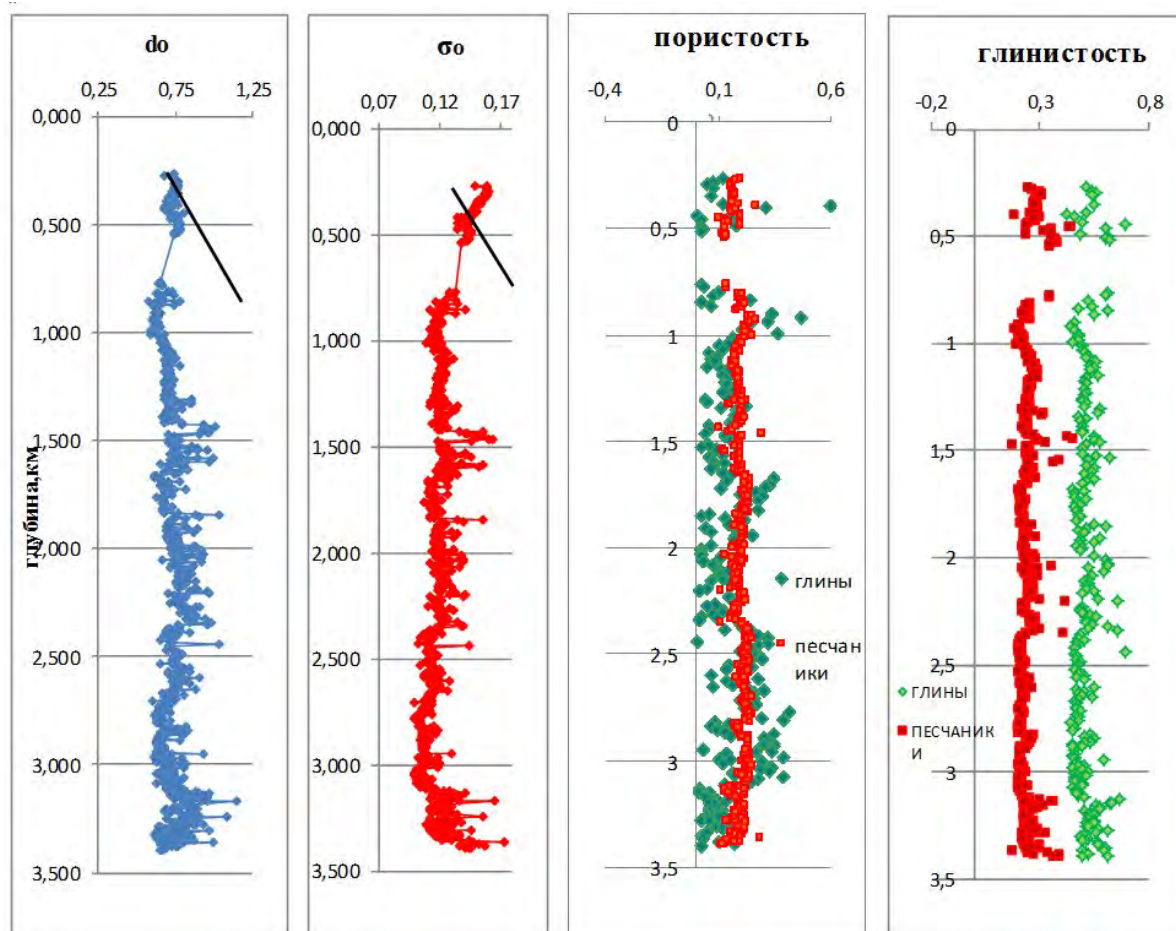 do
0,25 0,75 1,25
0,000
0,500
1,000
1,500
2,000
2,500
3,000
3,500
глубина,км
σo
0,07 0,12 0,17
0,000
0,500
1,000
1,500
2,000
2,500
3,000
3,500
пористость
-0,4 0,1 0,6
0
0,5
1
1,5
2
2,5
3
3,5
глины
песчан
ики
глинистость
-0,2 0,3 0,8
0
0,5
1
1,5
2
2,5
3
3,5
глины
ПЕСЧАНИК
И